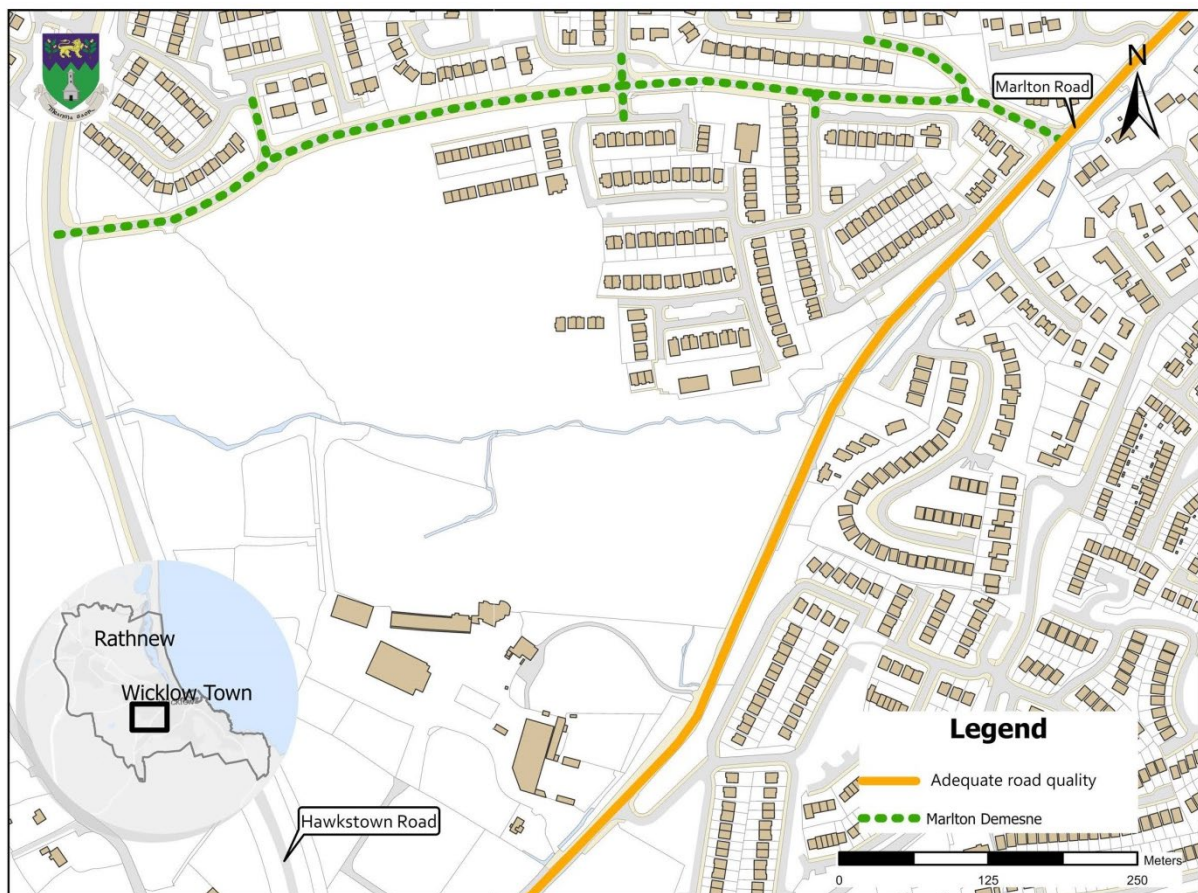 Marlton Road
N
Rathnew
Wicklow Town
Hawkstown Road
Legend
Adequate road quality
Marlton Demesne
Meters
0 125 250